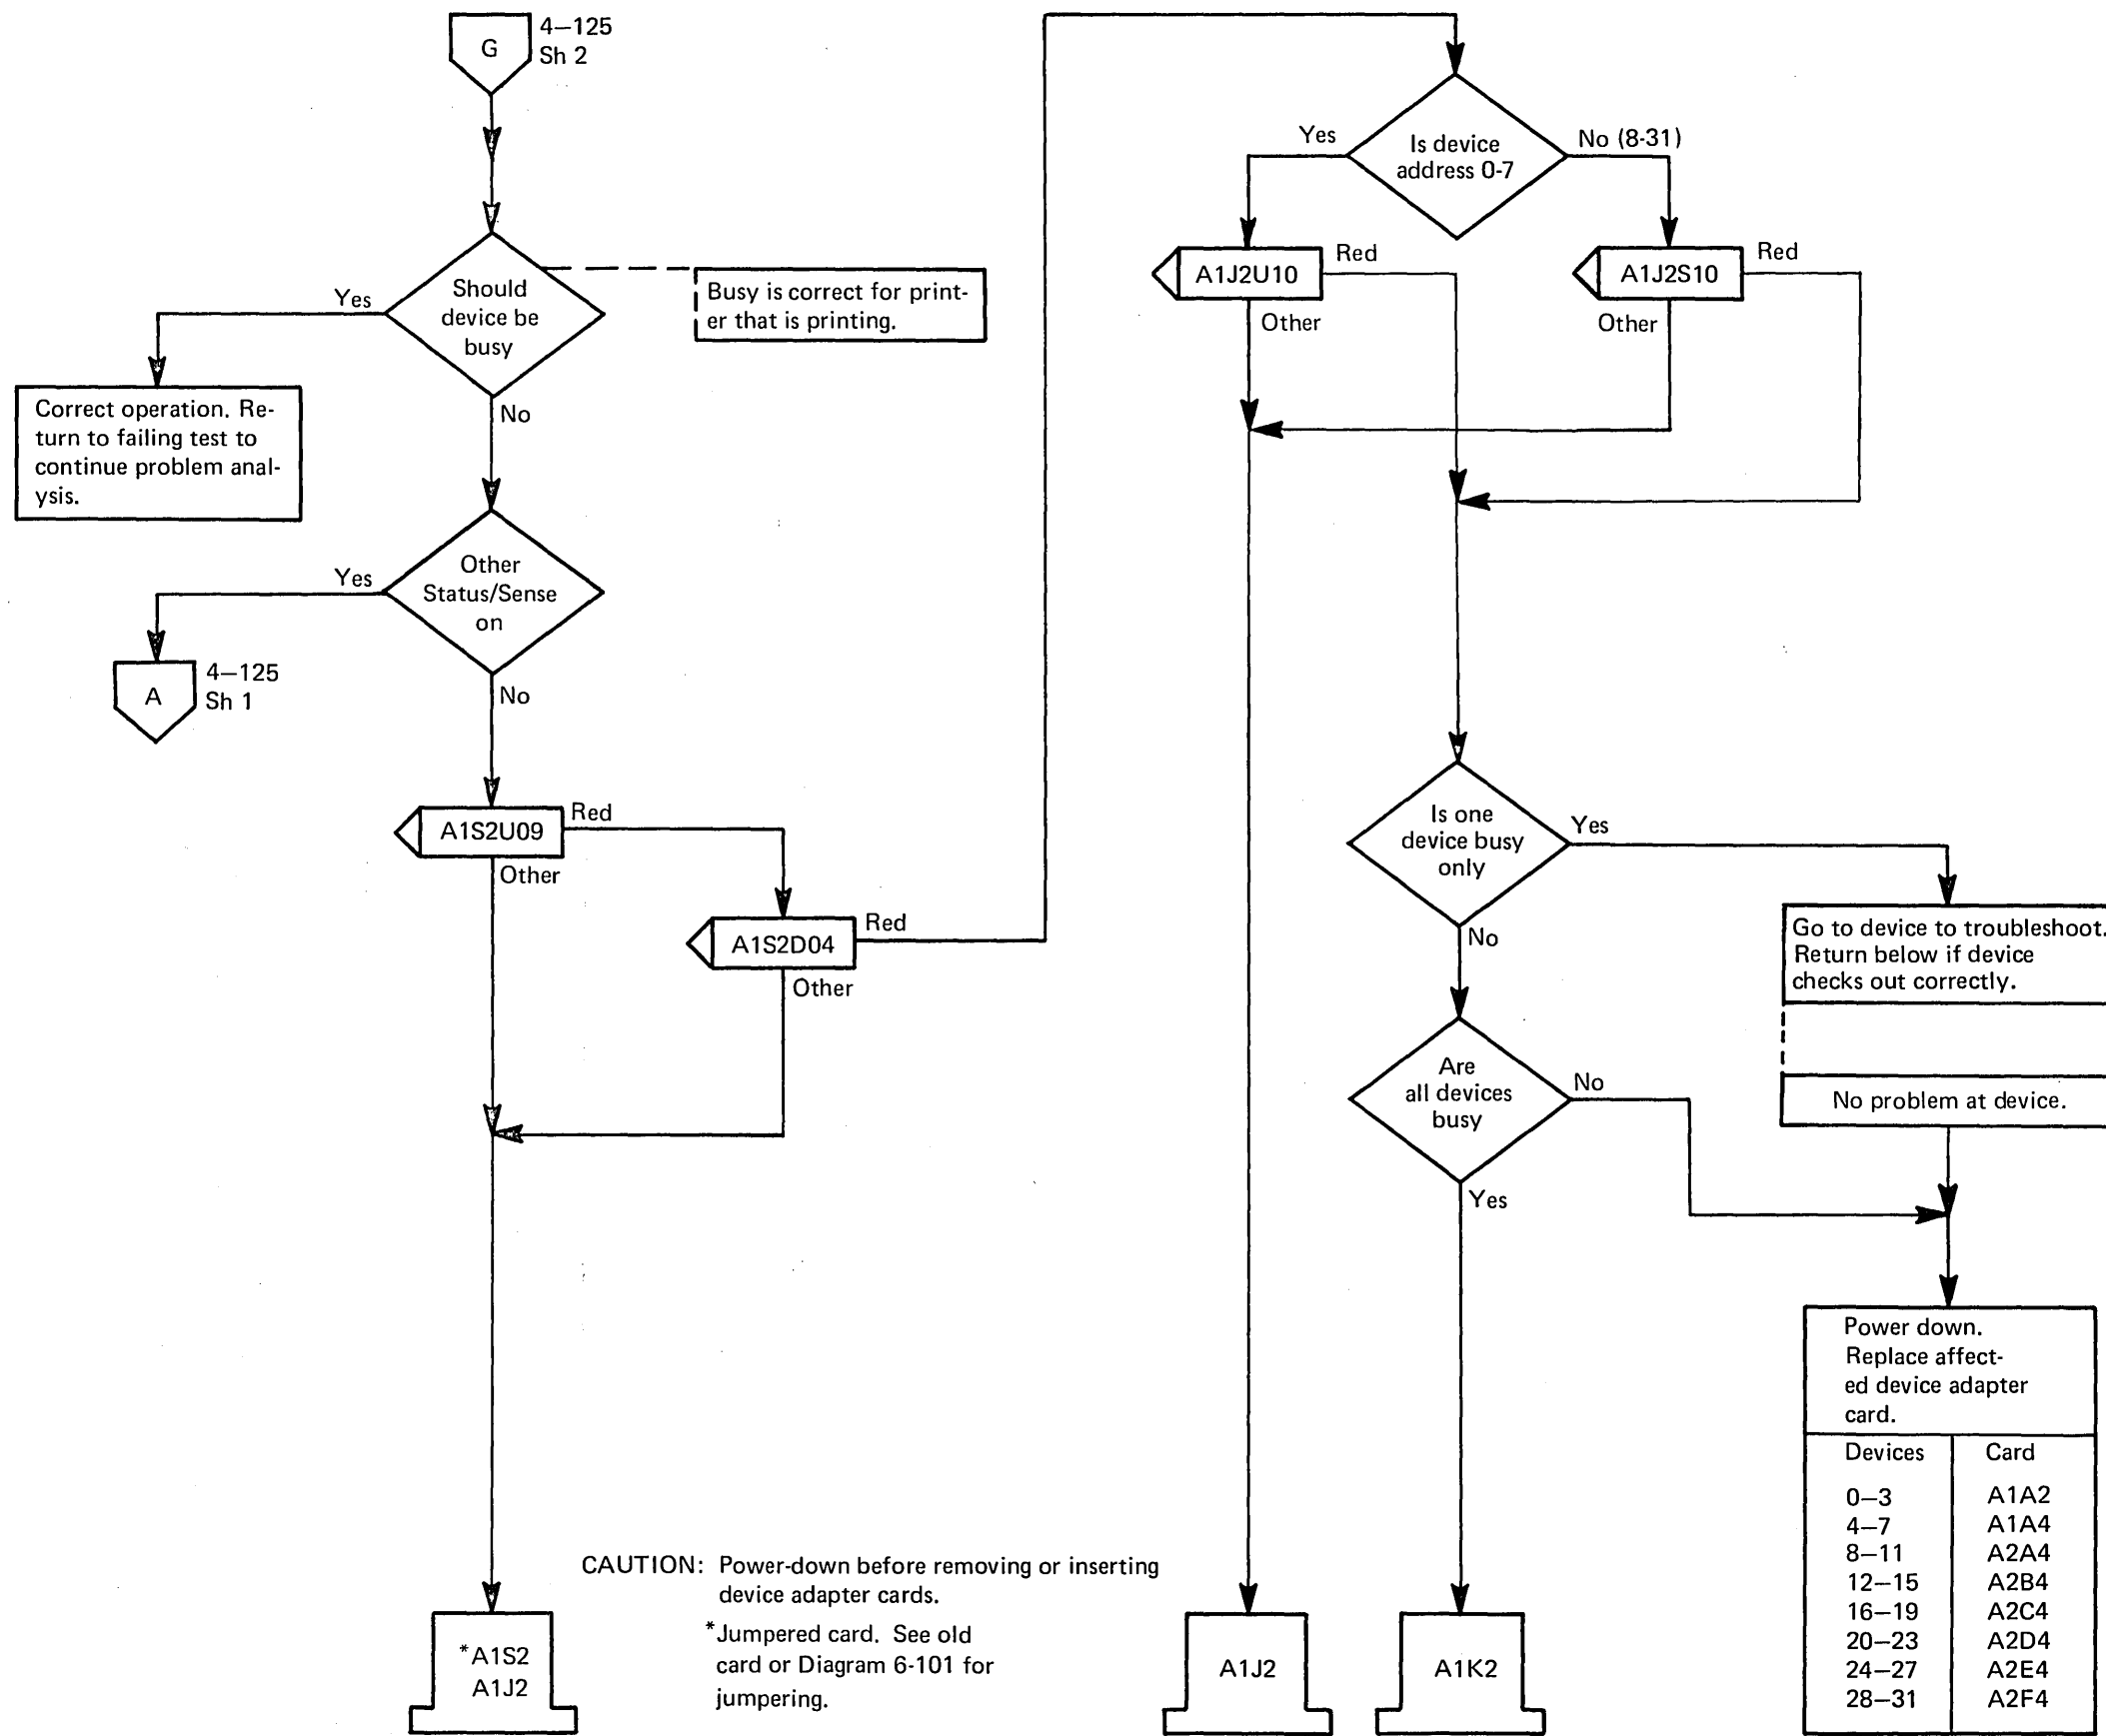 G
4—125
Sh 2
Should
device be
busy
Yes
No
Busy is correct for print-
er that is printing.
Correct operation. Re-
turn to failing test to
continue problem anal-
ysis.
Other
Status/Sense
on
Yes
No
A
4—125
Sh 1
A1S2U09
Red
Other
A1S2D04
Red
Other
*A1S2
A1J2
CAUTION: Power-down before removing or inserting
device adapter cards.
*Jumpered card. See old
card or Diagram 6-101 for
jumpering.
Is device
address 0-7
Yes
No (8-31)
A1J2U10
Red
Other
A1J2S10
Red
Other
Is one
device busy
only
Yes
No
Go to device to troubleshoot.
Return below if device
checks out correctly.
Are
all devices
busy
No
Yes
No problem at device.
A1J2
A1K2
Power down.
Replace affect-
ed device adapter
card.
Devices Card
0—3 A1A2
4—7 A1A4
8—11 A2A4
12—15 A2B4
16—19 A2C4
20—23 A2D4
24—27 A2E4
28—31 A2F4